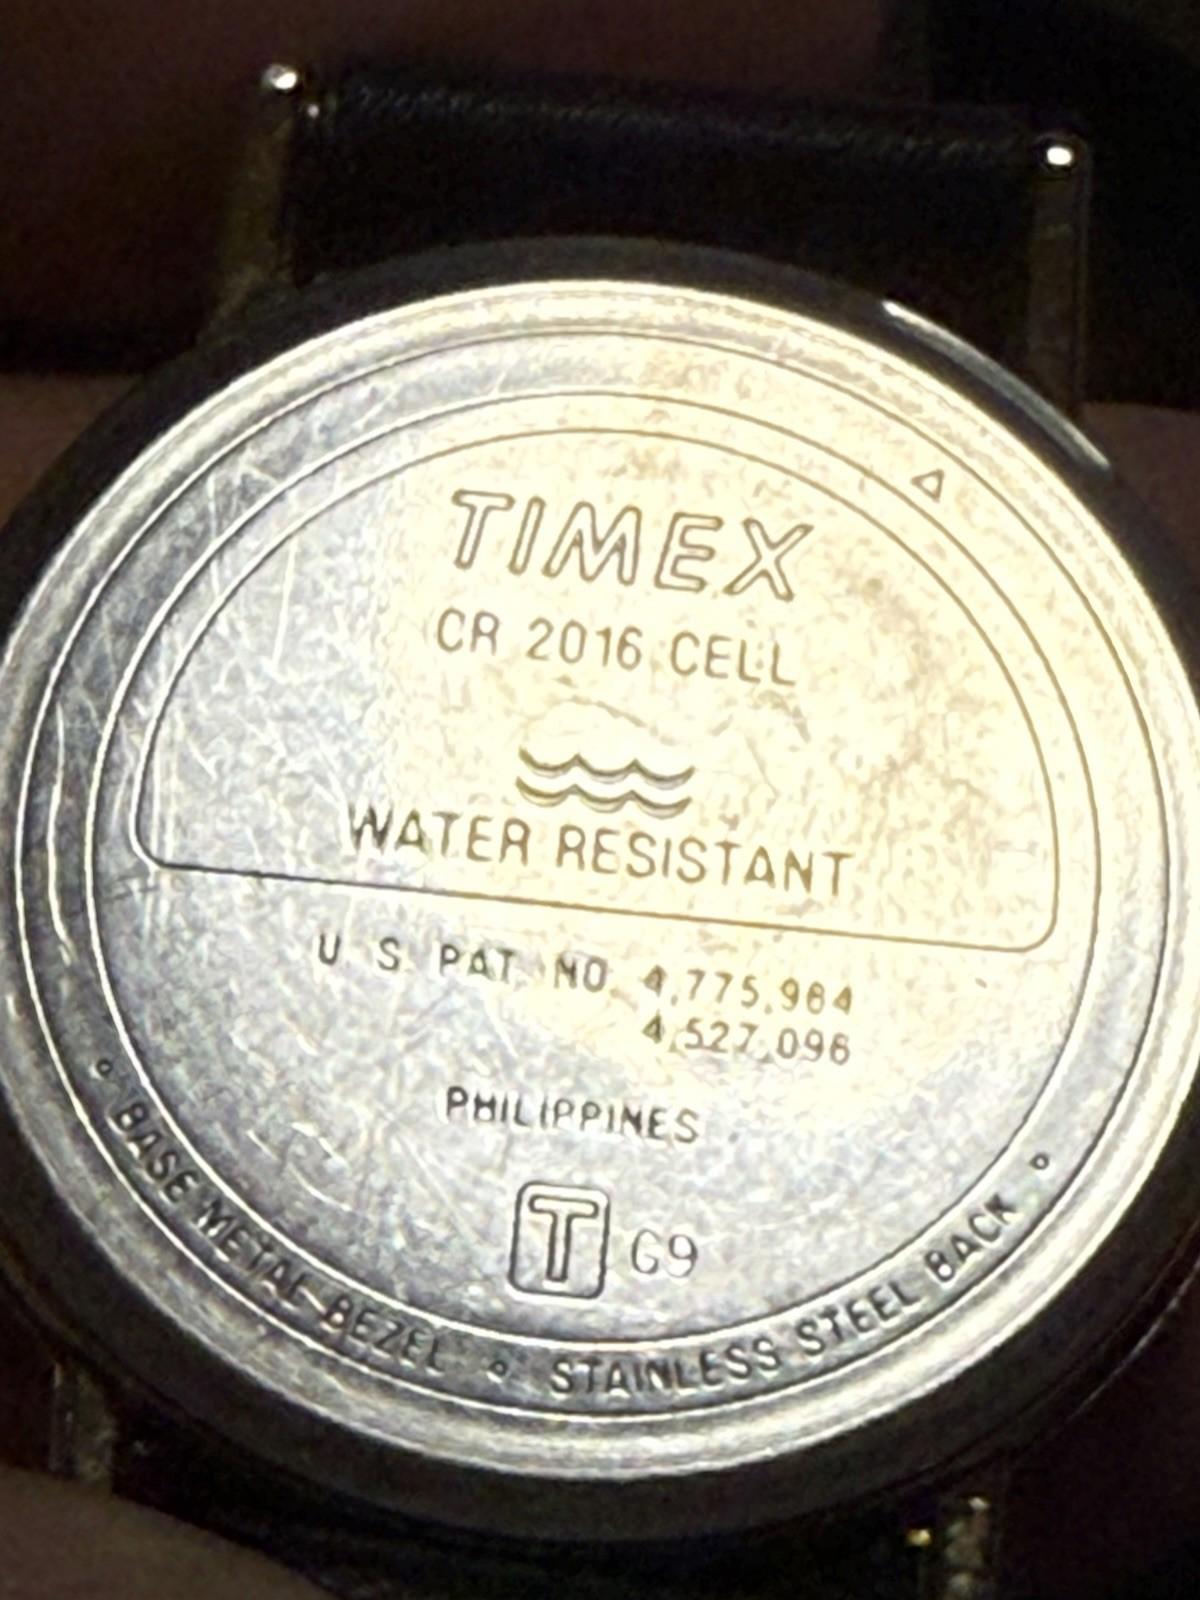 TIMEX
CR 2016 CELL
WATER RESISTANT
U S PAT. NO. 4,775,964
4,527,096
PHILIPPINES
T G9
BASE METAL BEZEL ∘ STAINLESS STEEL BACK